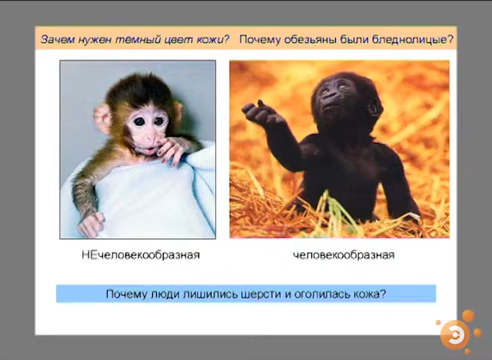 Зачем нужен тёмный цвет кожи? Почему обезьяны были бледнолицые?
НЕчеловекообразная человекообразная
Почему люди лишились шерсти и оголилась кожа?
Э